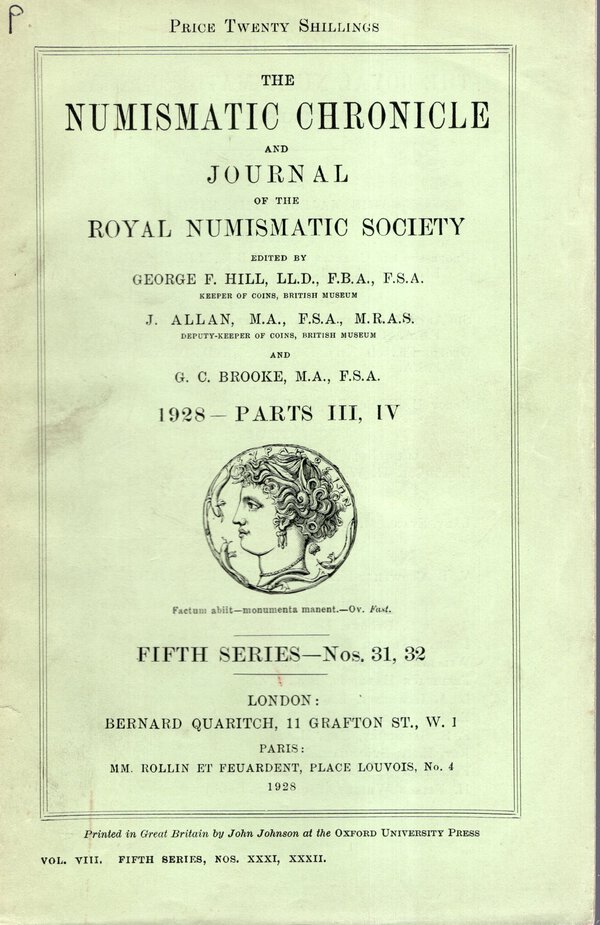 P
PRICE TWENTY SHILLINGS
THE
NUMISMATIC CHRONICLE
AND
JOURNAL
OF THE
ROYAL NUMISMATIC SOCIETY
EDITED BY
GEORGE F. HILL, LL.D., F.B.A., F.S.A.
KEEPER OF COINS, BRITISH MUSEUM
J. ALLAN, M.A., F.S.A., M.R.A.S.
DEPUTY-KEEPER OF COINS, BRITISH MUSEUM
AND
G. C. BROOKE, M.A., F.S.A.
1928—PARTS III, IV
ΣΥΡΑΚΟΣΙΩΝ
Factum abiit—monumenta manent.—Ov. Fast.
FIFTH SERIES—Nos. 31, 32
LONDON:
BERNARD QUARITCH, 11 GRAFTON ST., W. 1
PARIS:
MM. ROLLIN ET FEUARDENT, PLACE LOUVOIS, No. 4
1928
Printed in Great Britain by John Johnson at the OXFORD UNIVERSITY PRESS
VOL. VIII. FIFTH SERIES, NOS. XXXI, XXXII.